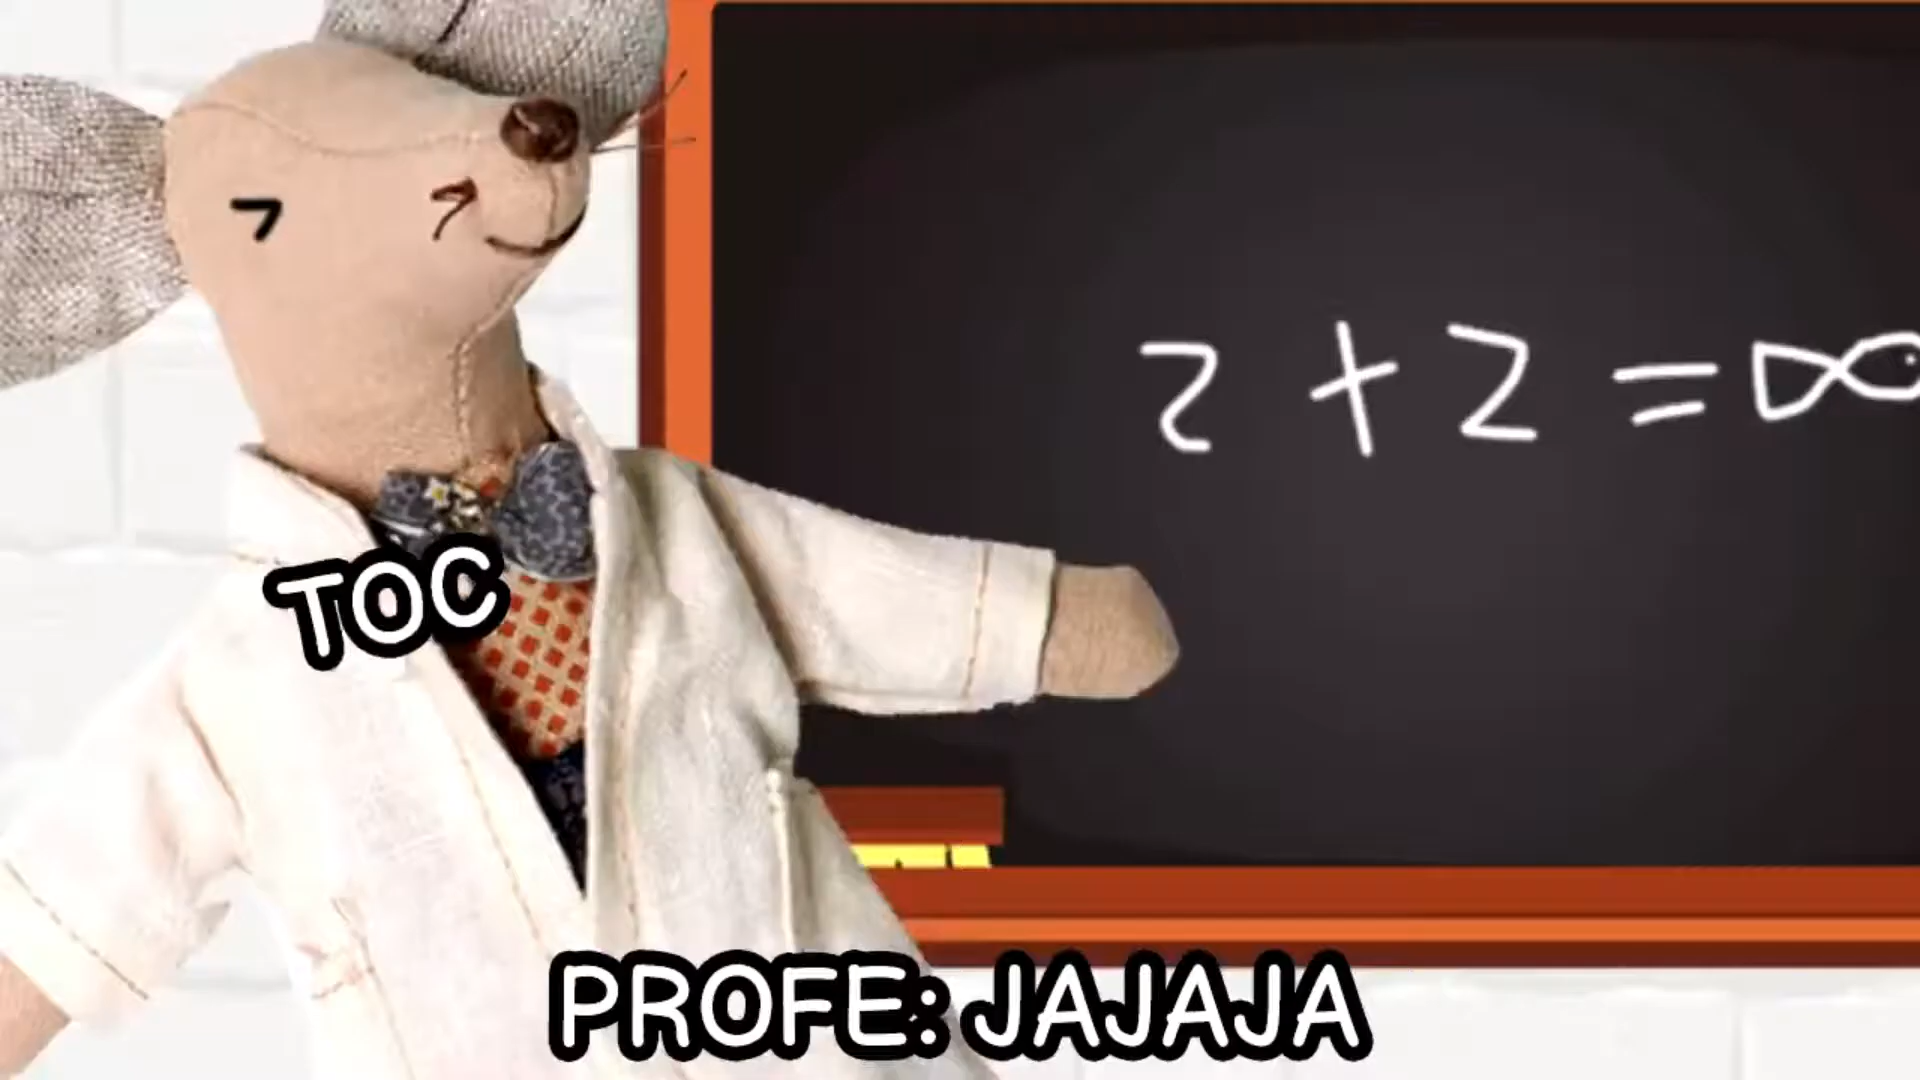 2 + 2 = ∞
TOC
PROFE: JAJAJA